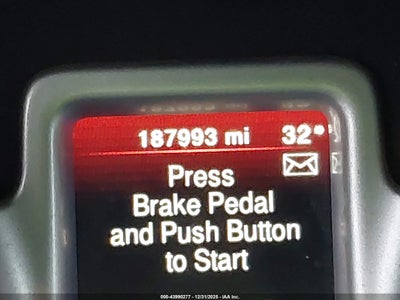 187993 mi 32°
Press
Brake Pedal
and Push Button
to Start
000-43990277 - 12/31/2025 - IAA Inc.